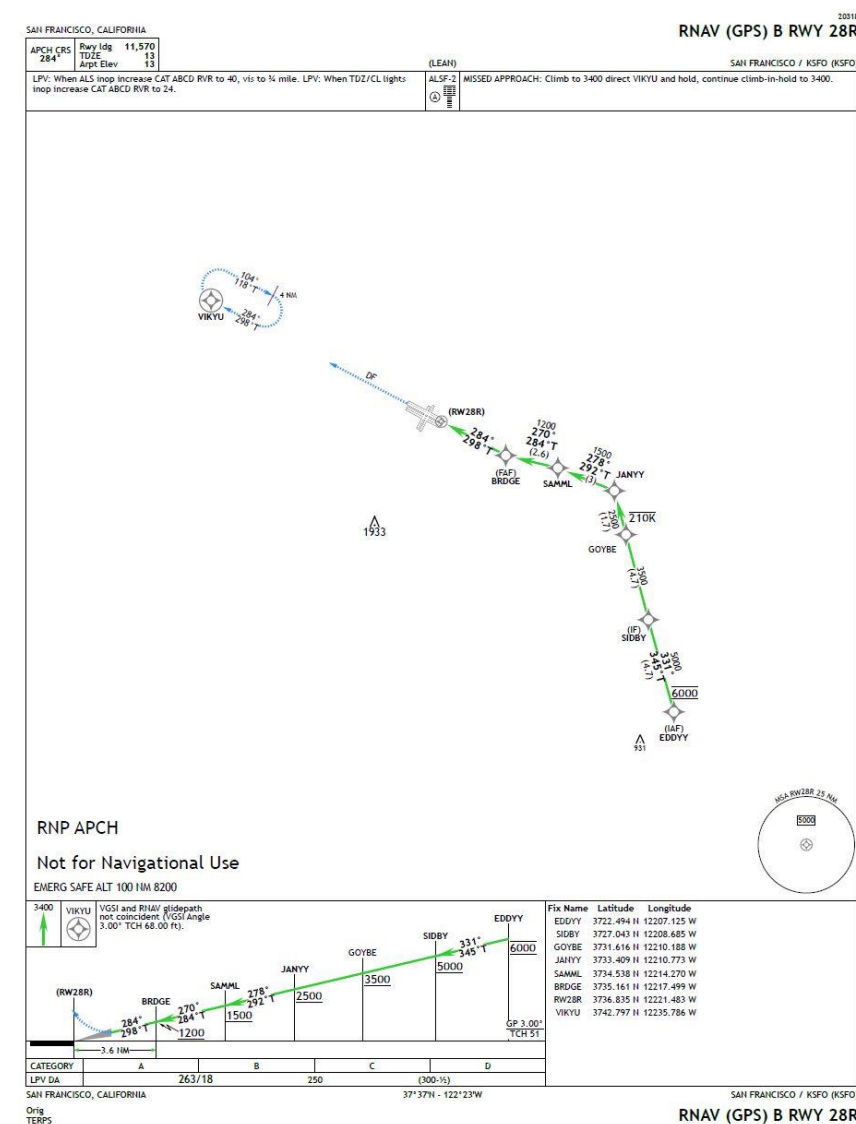 2031
SAN FRANCISCO, CALIFORNIA
RNAV (GPS) B RWY 28R
APCH CRS
284°
Rwy ldg 11,570
TDZE 13
Arpt Elev 13
(LEAN)
SAN FRANCISCO / KSFO (KSFO)
LPV: When ALS inop increase CAT ABCD RVR to 40, vis to ¾ mile. LPV: When TDZ/CL lights
inop increase CAT ABCD RVR to 24.
ALSF-2
A
MISSED APPROACH: Climb to 3400 direct VIKYU and hold, continue climb-in-hold to 3400.
104°
118°T
4 NM
VIKYU
284°
298°T
DF
(RW28R)
284°
298°T
1200
270°
284°T
(2.6)
(FAF)
BRDGE
1500
278°
292°T
(3)
SAMML
JANYY
2500
(1.7)
210K
GOYBE
1933
3500
(4.7)
(IF)
SIDBY
5000
331°
345°T
(4.7)
6000
(IAF)
EDDYY
931
MSA RW28R 25 NM
5000
RNP APCH
Not for Navigational Use
EMERG SAFE ALT 100 NM 8200
3400
VIKYU
VGSI and RNAV glidepath
not coincident (VGSI Angle
3.00° TCH 68.00 ft).
EDDYY
SIDBY
331°
345°T
6000
GOYBE
5000
JANYY
3500
SAMML
278°
292°T
2500
(RW28R)
BRDGE
270°
284°T
1500
284°
298°T
1200
GP 3.00°
TCH 51
3.6 NM
Fix Name Latitude Longitude
EDDYY 3722.494 N 12207.125 W
SIDBY 3727.043 N 12208.685 W
GOYBE 3731.616 N 12210.188 W
JANYY 3733.409 N 12210.773 W
SAMML 3734.538 N 12214.270 W
BRDGE 3735.161 N 12217.499 W
RW28R 3736.835 N 12221.483 W
VIKYU 3742.797 N 12235.786 W
CATEGORY A B C D
LPV DA 263/18 250 (300-½)
SAN FRANCISCO, CALIFORNIA
37°37'N - 122°23'W
SAN FRANCISCO / KSFO (KSFO)
Orig
TERPS
RNAV (GPS) B RWY 28R